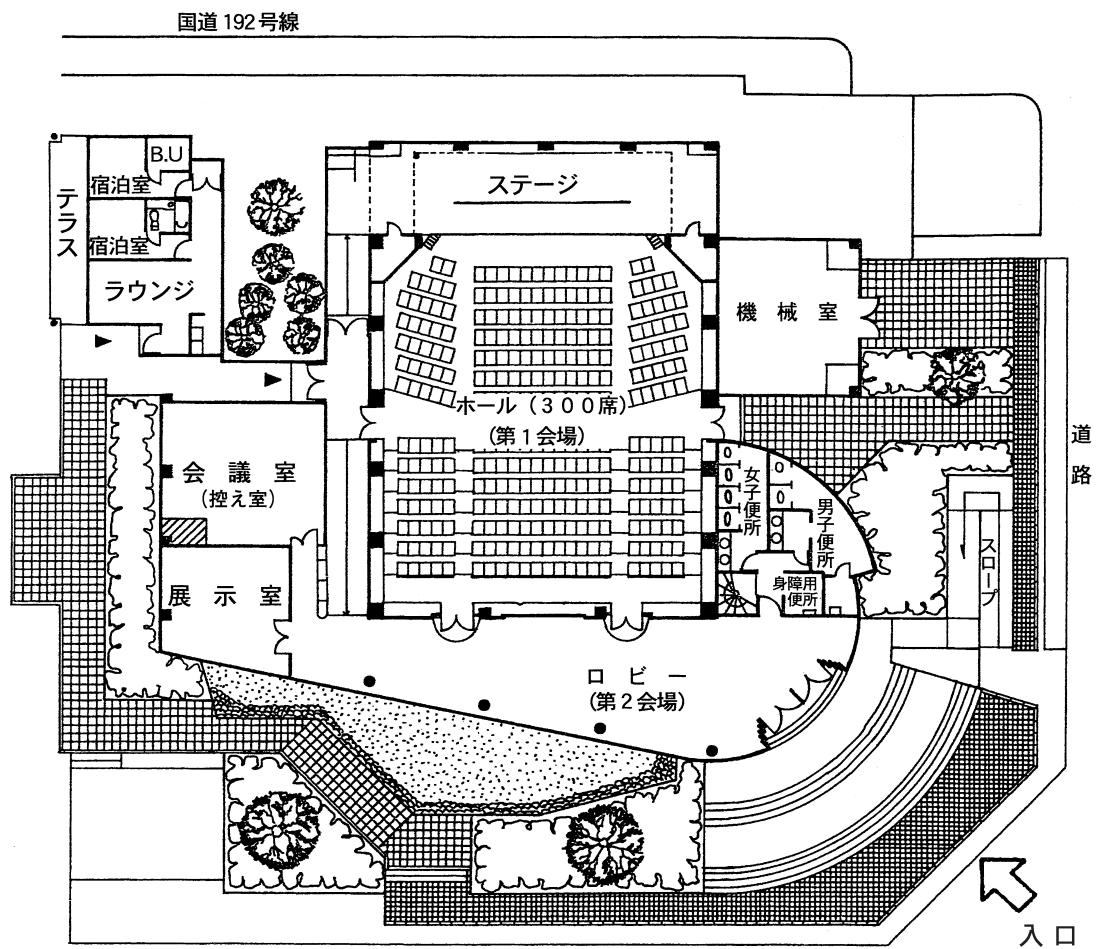 国道192号線
B.U
宿泊室
宿泊室
テラス
ラウンジ
ステージ
機械室
ホール(300席)
(第1会場)
会議室
(控え室)
展示室
女子便所
男子便所
身障用
便所
スロープ
道路
ロビー
(第2会場)
入口